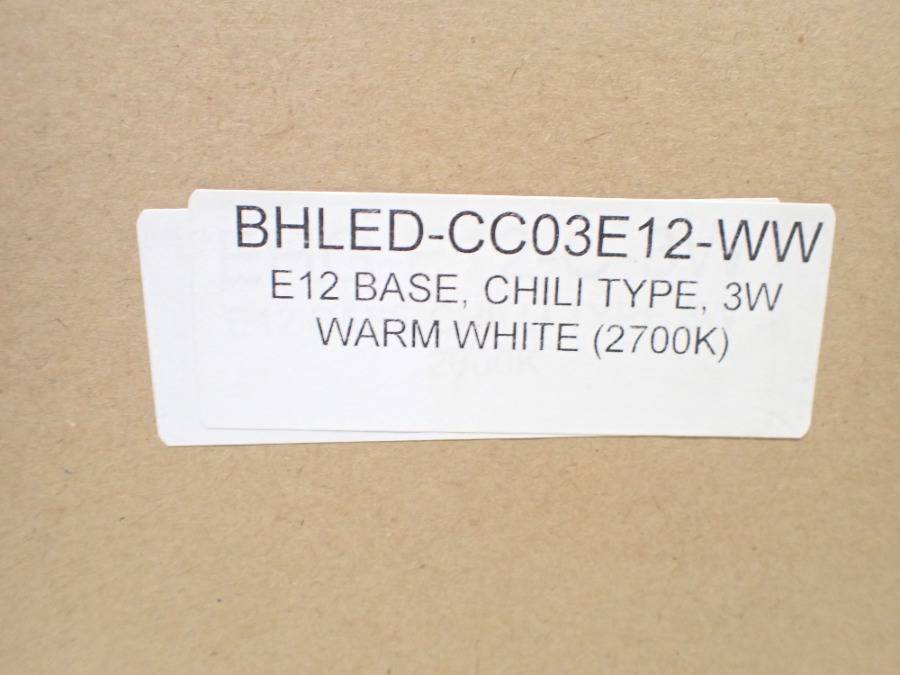 BHLED-CC03E12-WW
E12 BASE, CHILI TYPE, 3W
WARM WHITE (2700K)